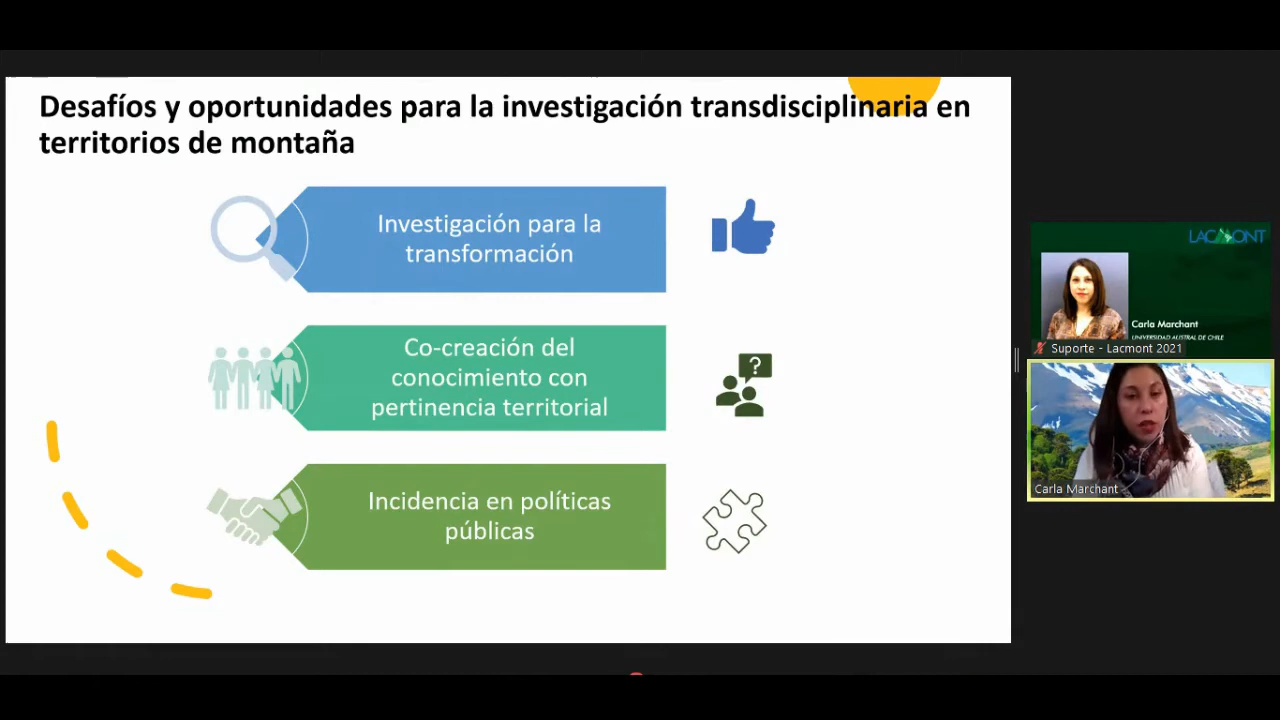 Desafíos y oportunidades para la investigación transdisciplinaria en
territorios de montaña
Investigación para la
transformación
Co-creación del
conocimiento con
pertinencia territorial
?
Incidencia en políticas
públicas
LACMONT
Carla Marchant
UNIVERSIDAD AUSTRAL DE CHILE
Suporte - Lacmont 2021
Carla Marchant